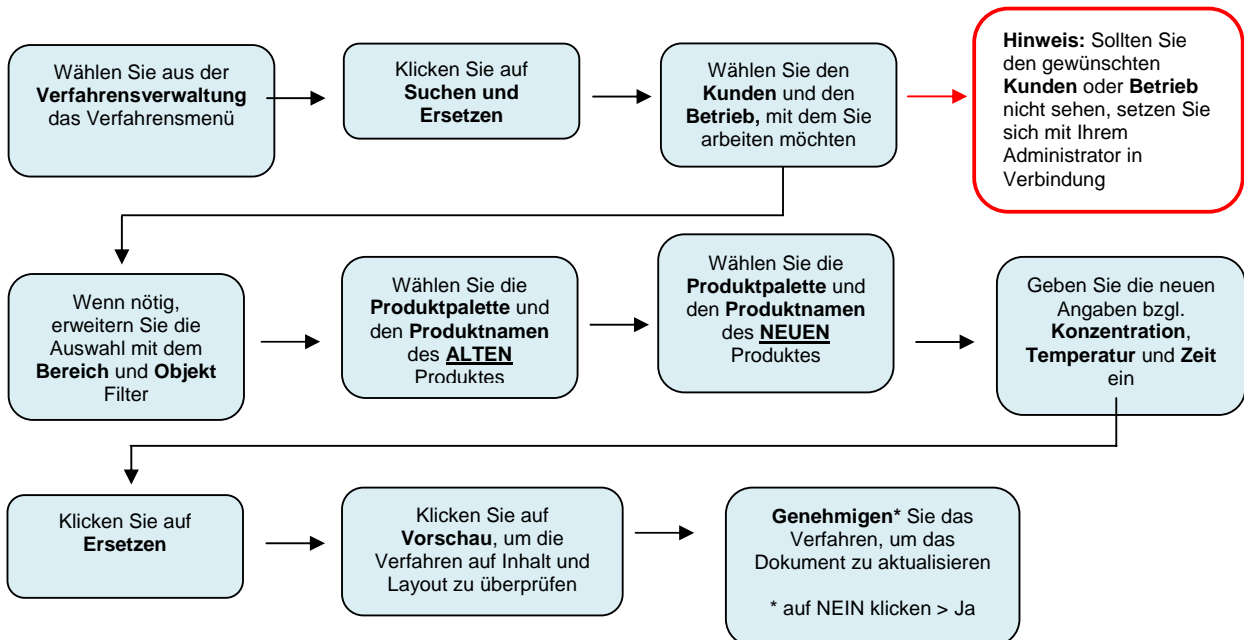 Wählen Sie aus der
Verfahrensverwaltung
das Verfahrensmenü
Klicken Sie auf
Suchen und
Ersetzen
Wählen Sie den
Kunden und den
Betrieb, mit dem Sie
arbeiten möchten
Hinweis: Sollten Sie
den gewünschten
Kunden oder Betrieb
nicht sehen, setzen Sie
sich mit Ihrem
Administrator in
Verbindung
Wenn nötig,
erweitern Sie die
Auswahl mit dem
Bereich und Objekt
Filter
Wählen Sie die
Produktpalette und
den Produktnamen
des ALTEN
Produktes
Wählen Sie die
Produktpalette und
den Produktnamen
des NEUEN
Produktes
Geben Sie die neuen
Angaben bzgl.
Konzentration,
Temperatur und Zeit
ein
Klicken Sie auf
Ersetzen
Klicken Sie auf
Vorschau, um die
Verfahren auf Inhalt und
Layout zu überprüfen
Genehmigen* Sie das
Verfahren, um das
Dokument zu aktualisieren
* auf NEIN klicken > Ja